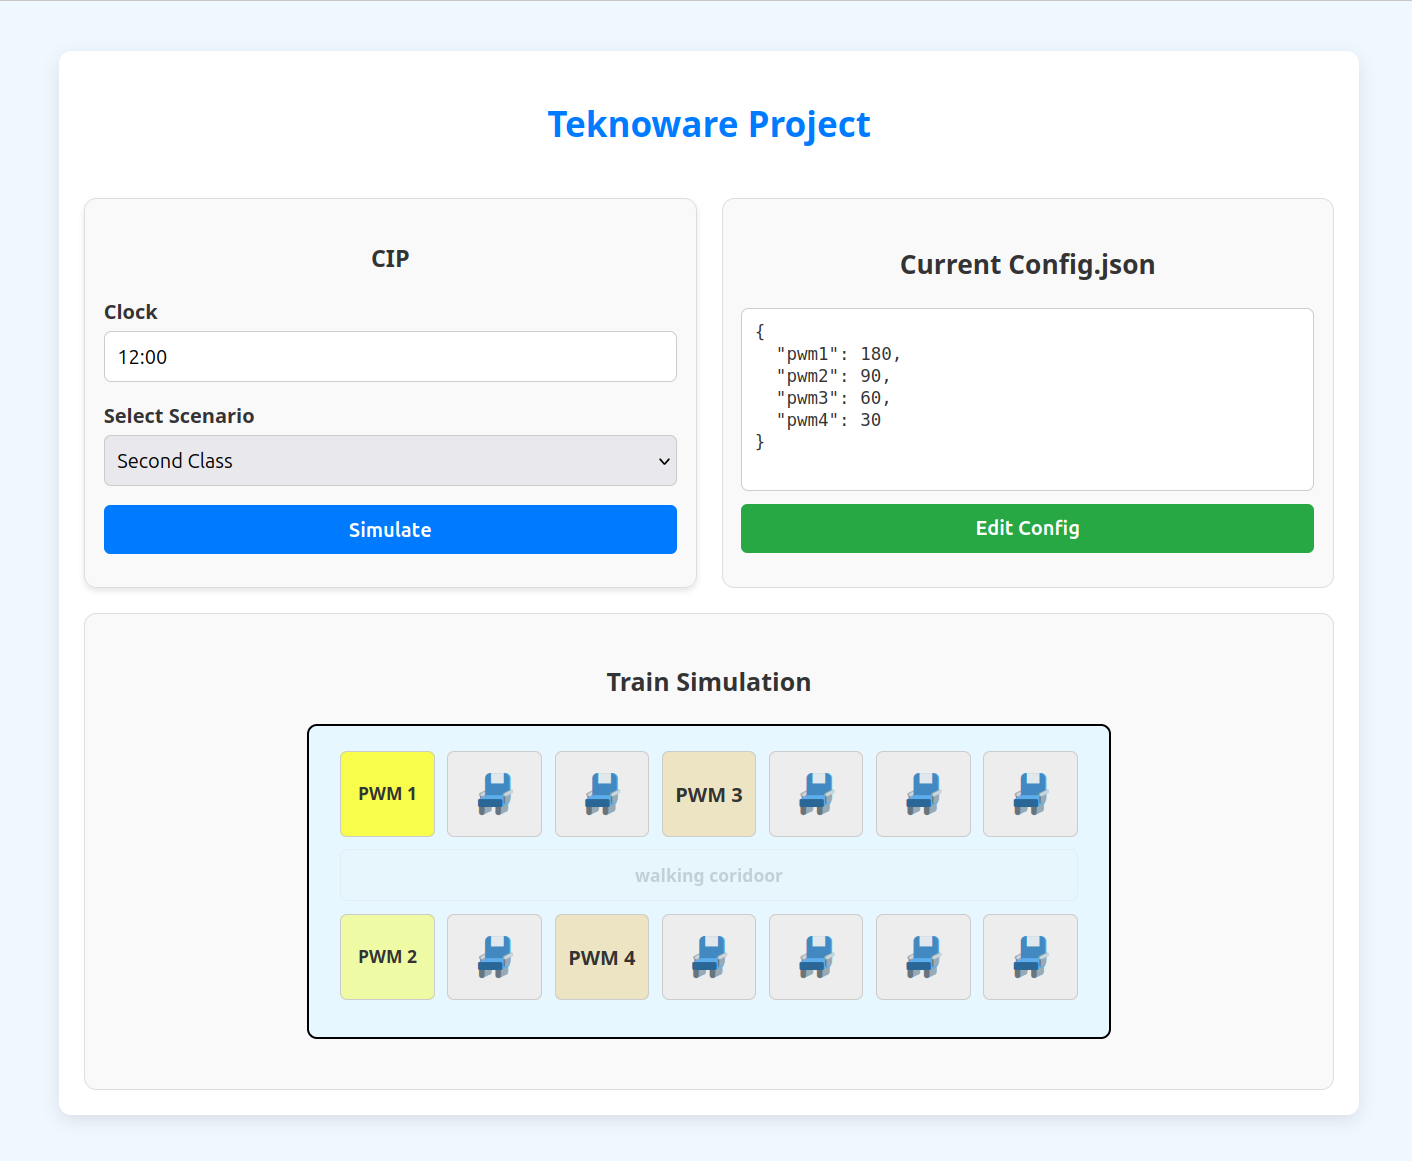 Teknoware Project
CIP
Clock
12:00
Select Scenario
Second Class
Simulate
Current Config.json
{
  "pwm1": 180,
  "pwm2": 90,
  "pwm3": 60,
  "pwm4": 30
}
Edit Config
Train Simulation
PWM 1
PWM 3
walking coridoor
PWM 2
PWM 4